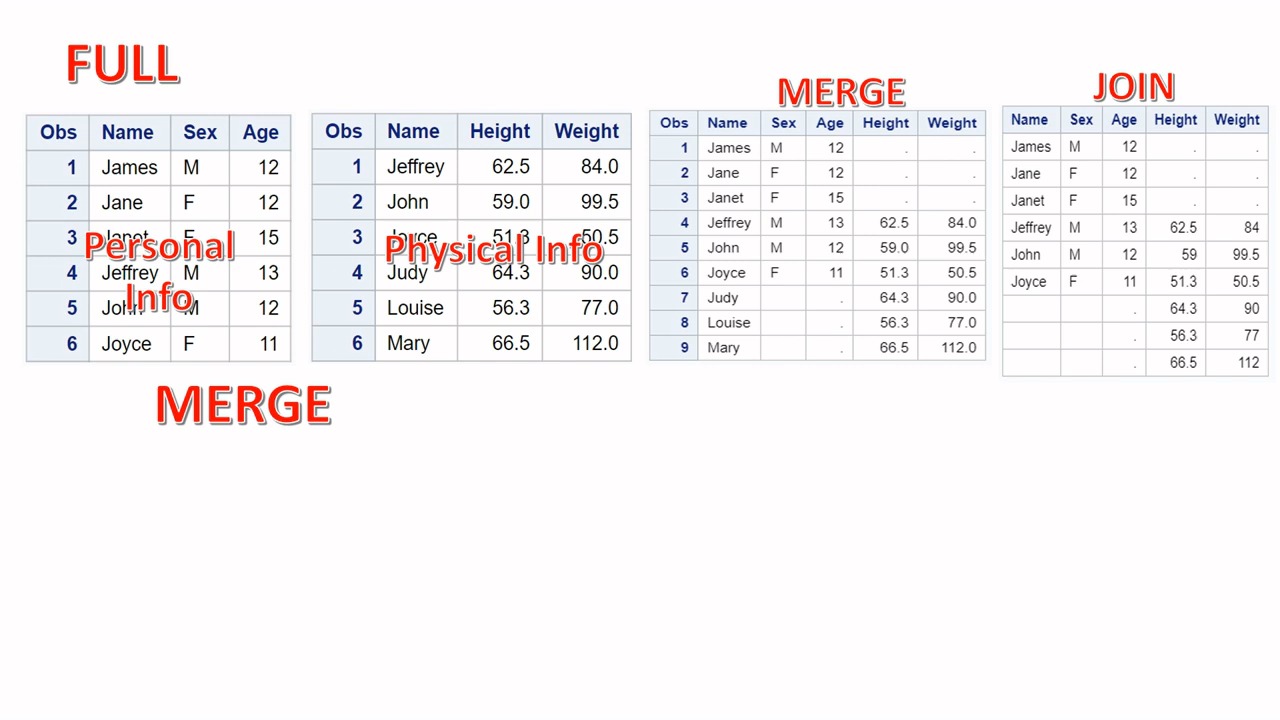 FULL
MERGE
JOIN
Obs Name Sex Age
1 James M 12
2 Jane F 12
3 Janet F 15
4 Jeffrey M 13
5 John M 12
6 Joyce F 11
Personal
Info
Obs Name Height Weight
1 Jeffrey 62.5 84.0
2 John 59.0 99.5
3 Joyce 51.3 50.5
4 Judy 64.3 90.0
5 Louise 56.3 77.0
6 Mary 66.5 112.0
Physical Info
Obs Name Sex Age Height Weight
1 James M 12 . .
2 Jane F 12 . .
3 Janet F 15 . .
4 Jeffrey M 13 62.5 84.0
5 John M 12 59.0 99.5
6 Joyce F 11 51.3 50.5
7 Judy . 64.3 90.0
8 Louise . 56.3 77.0
9 Mary . 66.5 112.0
Name Sex Age Height Weight
James M 12 . .
Jane F 12 . .
Janet F 15 . .
Jeffrey M 13 62.5 84
John M 12 59 99.5
Joyce F 11 51.3 50.5
. 64.3 90
. 56.3 77
. 66.5 112
MERGE